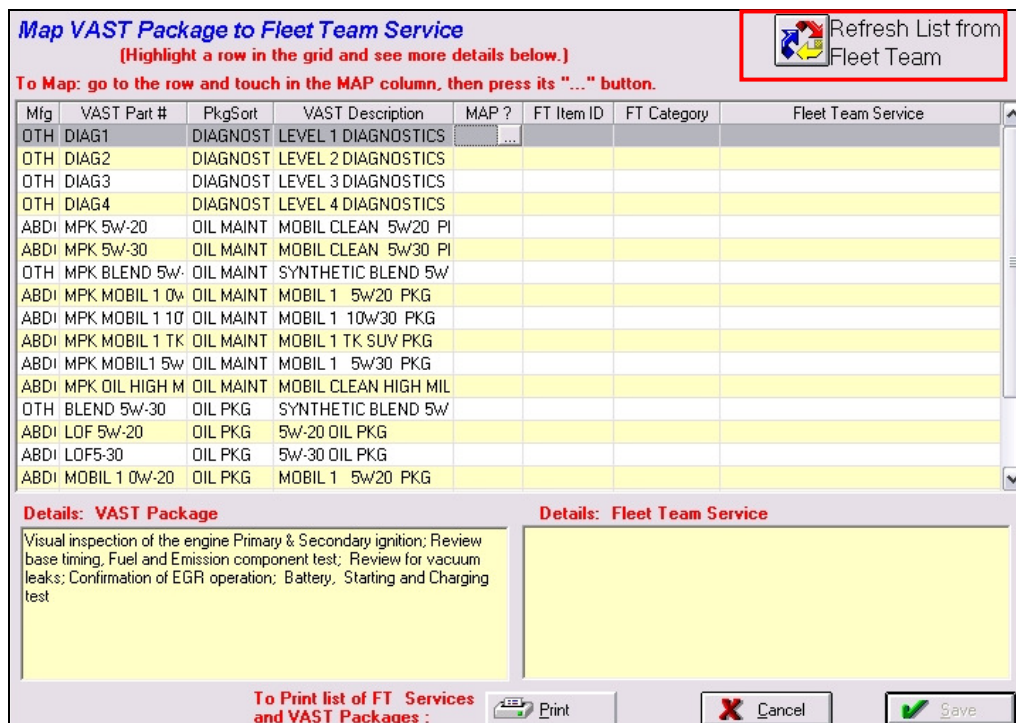 Map VAST Package to Fleet Team Service
(Highlight a row in the grid and see more details below.)
To Map: go to the row and touch in the MAP column, then press its "..." button.
Refresh List from
Fleet Team
Mfg VAST Part # PkgSort VAST Description MAP ? FT Item ID FT Category Fleet Team Service
OTH DIAG1 DIAGNOST LEVEL 1 DIAGNOSTICS ...
OTH DIAG2 DIAGNOST LEVEL 2 DIAGNOSTICS
OTH DIAG3 DIAGNOST LEVEL 3 DIAGNOSTICS
OTH DIAG4 DIAGNOST LEVEL 4 DIAGNOSTICS
ABDI MPK 5W-20 OIL MAINT MOBIL CLEAN 5W20 PI
ABDI MPK 5W-30 OIL MAINT MOBIL CLEAN 5W30 PI
OTH MPK BLEND 5W- OIL MAINT SYNTHETIC BLEND 5W
ABDI MPK MOBIL 1 0W OIL MAINT MOBIL 1 5W20 PKG
ABDI MPK MOBIL 1 10 OIL MAINT MOBIL 1 10W30 PKG
ABDI MPK MOBIL 1 TK OIL MAINT MOBIL 1 TK SUV PKG
ABDI MPK MOBIL1 5W OIL MAINT MOBIL 1 5W30 PKG
ABDI MPK OIL HIGH M OIL MAINT MOBIL CLEAN HIGH MIL
OTH BLEND 5W-30 OIL PKG SYNTHETIC BLEND 5W
ABDI LOF 5W-20 OIL PKG 5W-20 OIL PKG
ABDI LOF5-30 OIL PKG 5W-30 OIL PKG
ABDI MOBIL 1 0W-20 OIL PKG MOBIL 1 5W20 PKG
Details: VAST Package
Visual inspection of the engine Primary & Secondary ignition; Review
base timing, Fuel and Emission component test; Review for vacuum
leaks; Confirmation of EGR operation; Battery, Starting and Charging
test
Details: Fleet Team Service
To Print list of FT Services
and VAST Packages :
Print
Cancel
Save